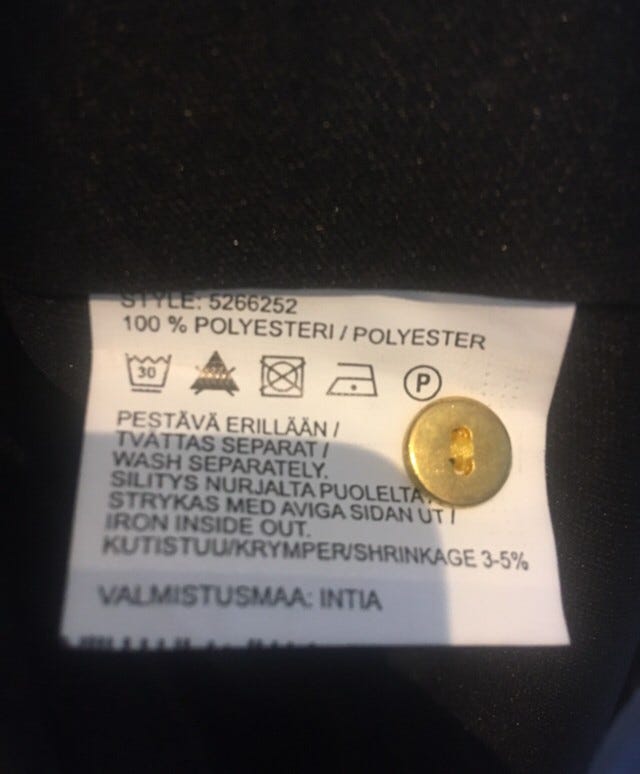 STYLE: 5266252
100 % POLYESTERI / POLYESTER
30 P
PESTÄVÄ ERILLÄÄN /
TVÄTTAS SEPARAT /
WASH SEPARATELY.
SILITYS NURJALTA PUOLELTA
STRYKAS MED AVIGA SIDAN UT /
IRON INSIDE OUT.
KUTISTUU/KRYMPER/SHRINKAGE 3-5%
VALMISTUSMAA: INTIA